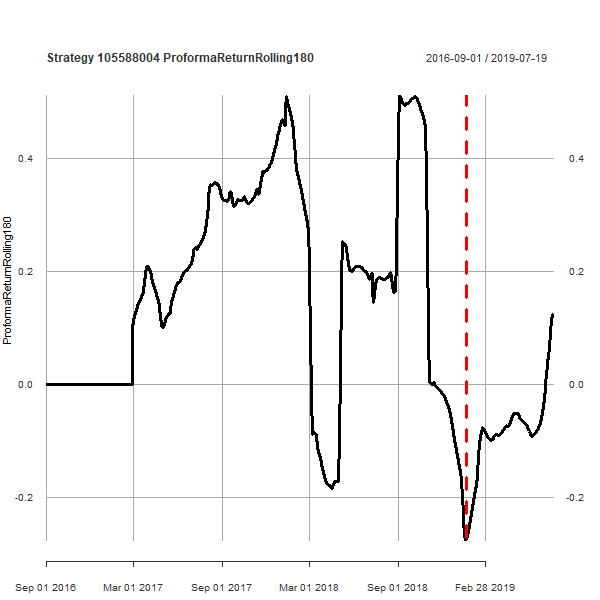 Strategy 105588004 ProformaReturnRolling180
2016-09-01 / 2019-07-19
ProformaReturnRolling180
0.4 0.4
0.2 0.2
0.0 0.0
-0.2 -0.2
Sep 01 2016 Mar 01 2017 Sep 01 2017 Mar 01 2018 Sep 01 2018 Feb 28 2019